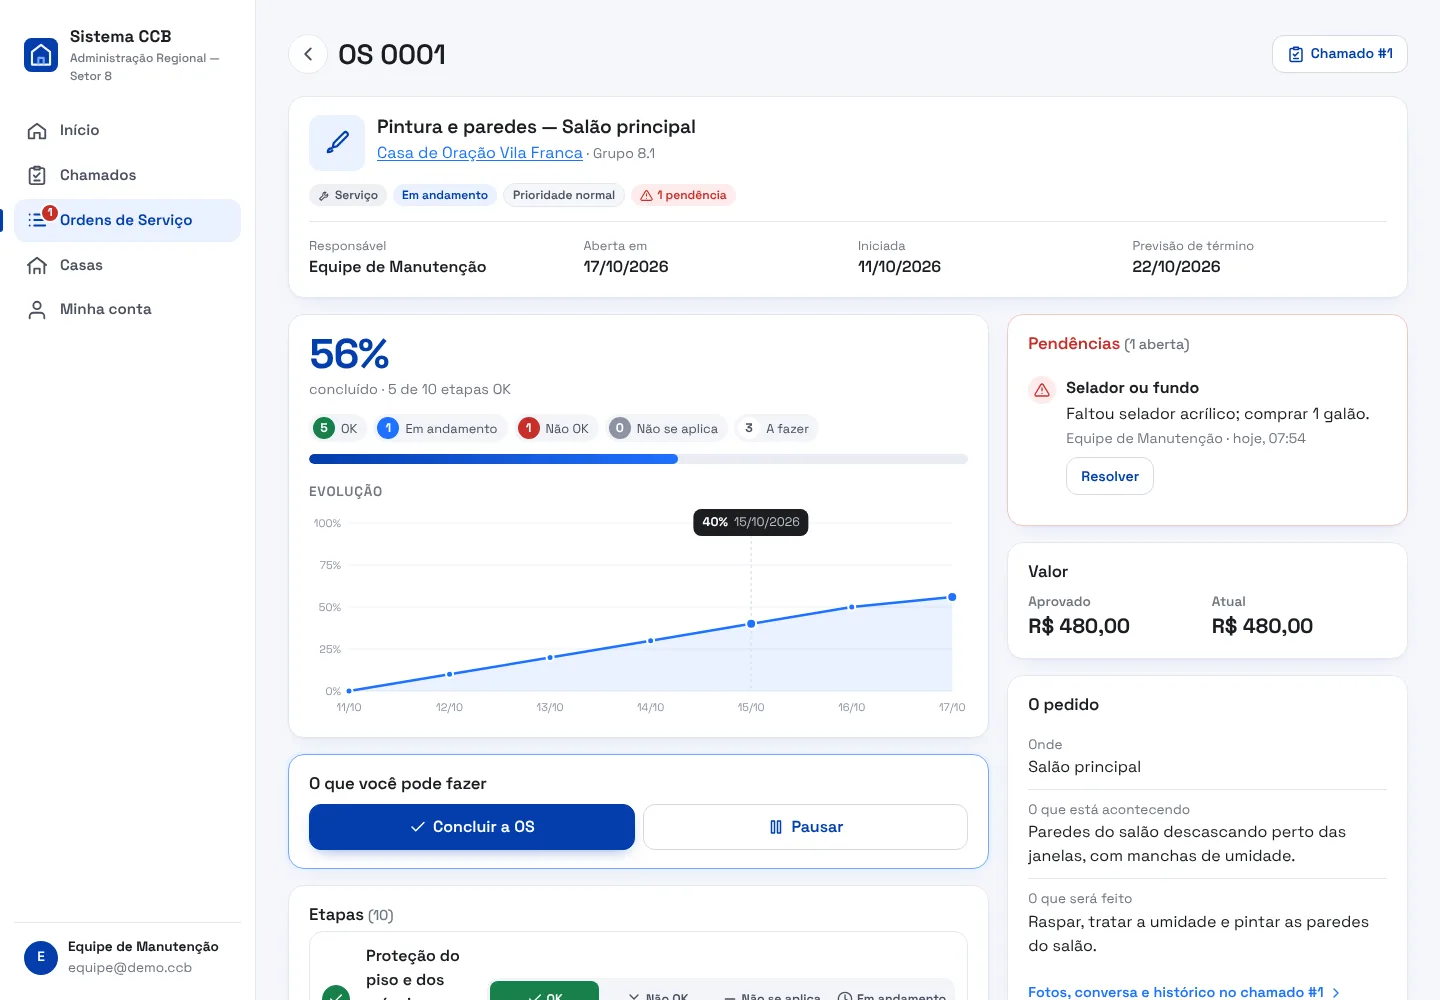 Sistema CCB
Administração Regional —
Setor 8
Início
Chamados
1
Ordens de Serviço
Casas
Minha conta
E
Equipe de Manutenção
equipe@demo.ccb
OS 0001
Chamado #1
Pintura e paredes — Salão principal
Casa de Oração Vila Franca · Grupo 8.1
Serviço
Em andamento
Prioridade normal
1 pendência
Responsável
Equipe de Manutenção
Aberta em
17/10/2026
Iniciada
11/10/2026
Previsão de término
22/10/2026
56%
concluído · 5 de 10 etapas OK
5 OK
1 Em andamento
1 Não OK
0 Não se aplica
3 A fazer
EVOLUÇÃO
40% 15/10/2026
100%
75%
50%
25%
0%
11/10 12/10 13/10 14/10 15/10 16/10 17/10
O que você pode fazer
Concluir a OS
Pausar
Etapas (10)
Proteção do
piso e dos
OK
Não OK
Não se aplica
Em andamento
Pendências (1 aberta)
Selador ou fundo
Faltou selador acrílico; comprar 1 galão.
Equipe de Manutenção · hoje, 07:54
Resolver
Valor
Aprovado
R$ 480,00
Atual
R$ 480,00
O pedido
Onde
Salão principal
O que está acontecendo
Paredes do salão descascando perto das
janelas, com manchas de umidade.
O que será feito
Raspar, tratar a umidade e pintar as paredes
do salão.
Fotos, conversa e histórico no chamado #1